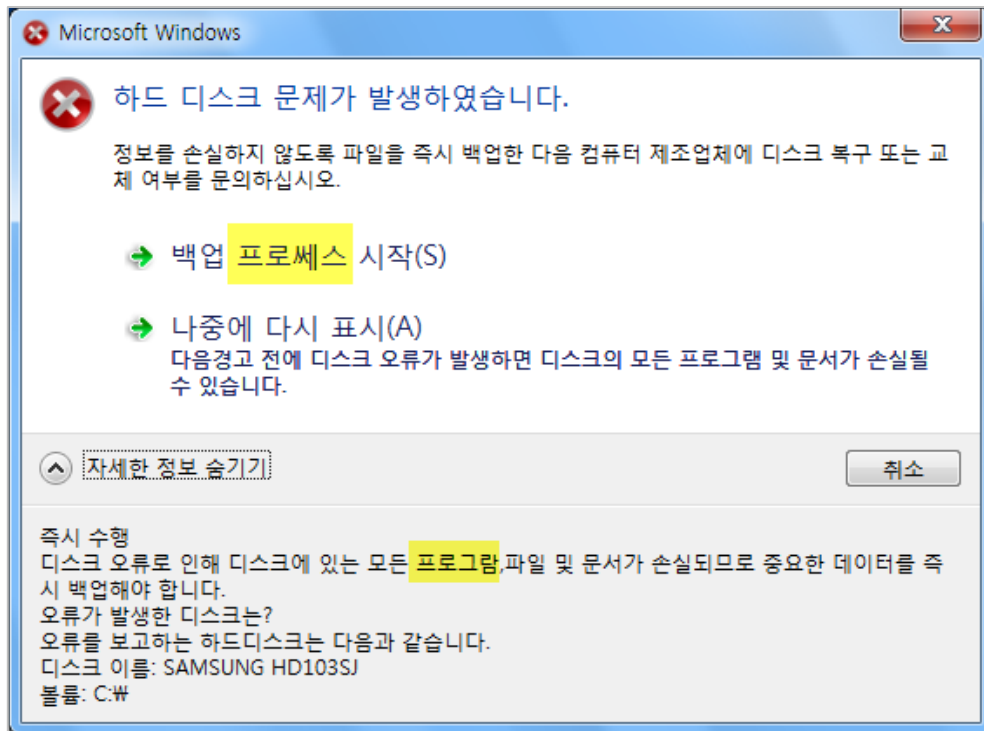 Microsoft Windows
하드 디스크 문제가 발생하였습니다.
정보를 손실하지 않도록 파일을 즉시 백업한 다음 컴퓨터 제조업체에 디스크 복구 또는 교
체 여부를 문의하십시오.
백업 프로쎄스 시작(S)
나중에 다시 표시(A)
다음경고 전에 디스크 오류가 발생하면 디스크의 모든 프로그램 및 문서가 손실될
수 있습니다.
자세한 정보 숨기기
취소
즉시 수행
디스크 오류로 인해 디스크에 있는 모든 프로그람,파일 및 문서가 손실되므로 중요한 데이터를 즉
시 백업해야 합니다.
오류가 발생한 디스크는?
오류를 보고하는 하드디스크는 다음과 같습니다.
디스크 이름: SAMSUNG HD103SJ
볼륨: C:₩